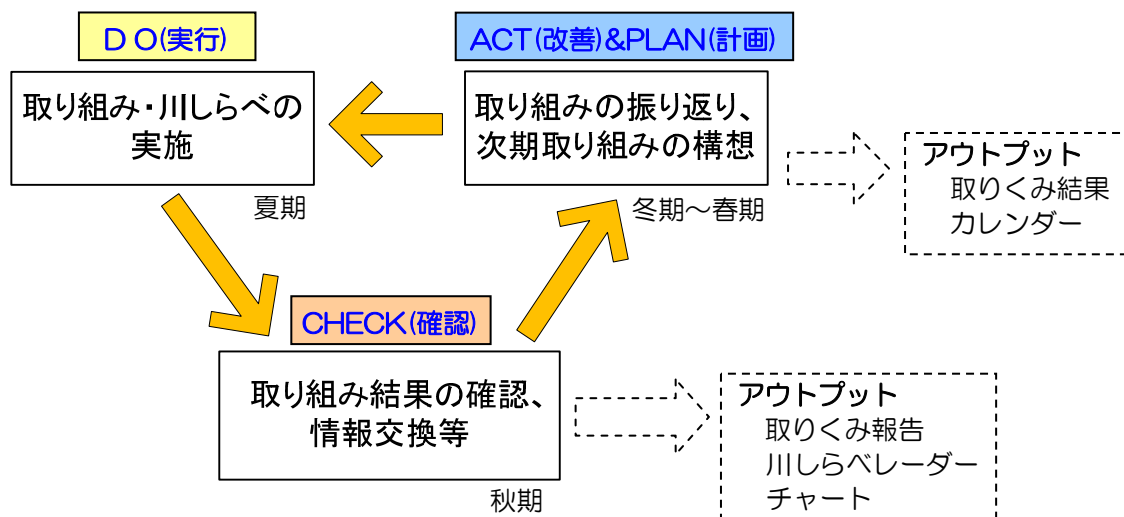 DO(実行)
取り組み・川しらべの
実施
夏期
ACT(改善)&PLAN(計画)
取り組みの振り返り、
次期取り組みの構想
冬期～春期
アウトプット
取りくみ結果
カレンダー
CHECK(確認)
取り組み結果の確認、
情報交換等
秋期
アウトプット
取りくみ報告
川しらべレーダー
チャート